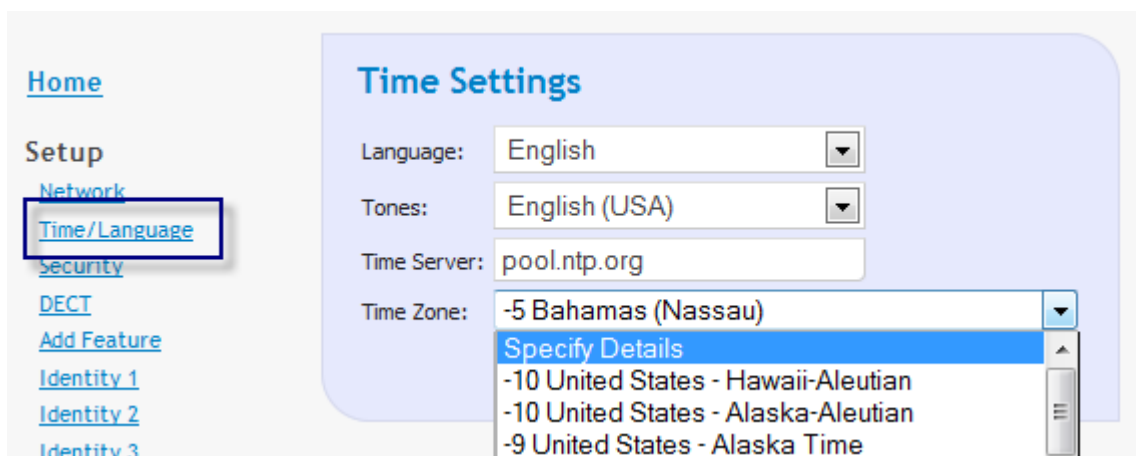 Home
Setup
Network
Time/Language
Security
DECT
Add Feature
Identity 1
Identity 2
Identity 3
Time Settings
Language: English
Tones: English (USA)
Time Server: pool.ntp.org
Time Zone: -5 Bahamas (Nassau)
Specify Details
-10 United States - Hawaii-Aleutian
-10 United States - Alaska-Aleutian
-9 United States - Alaska Time